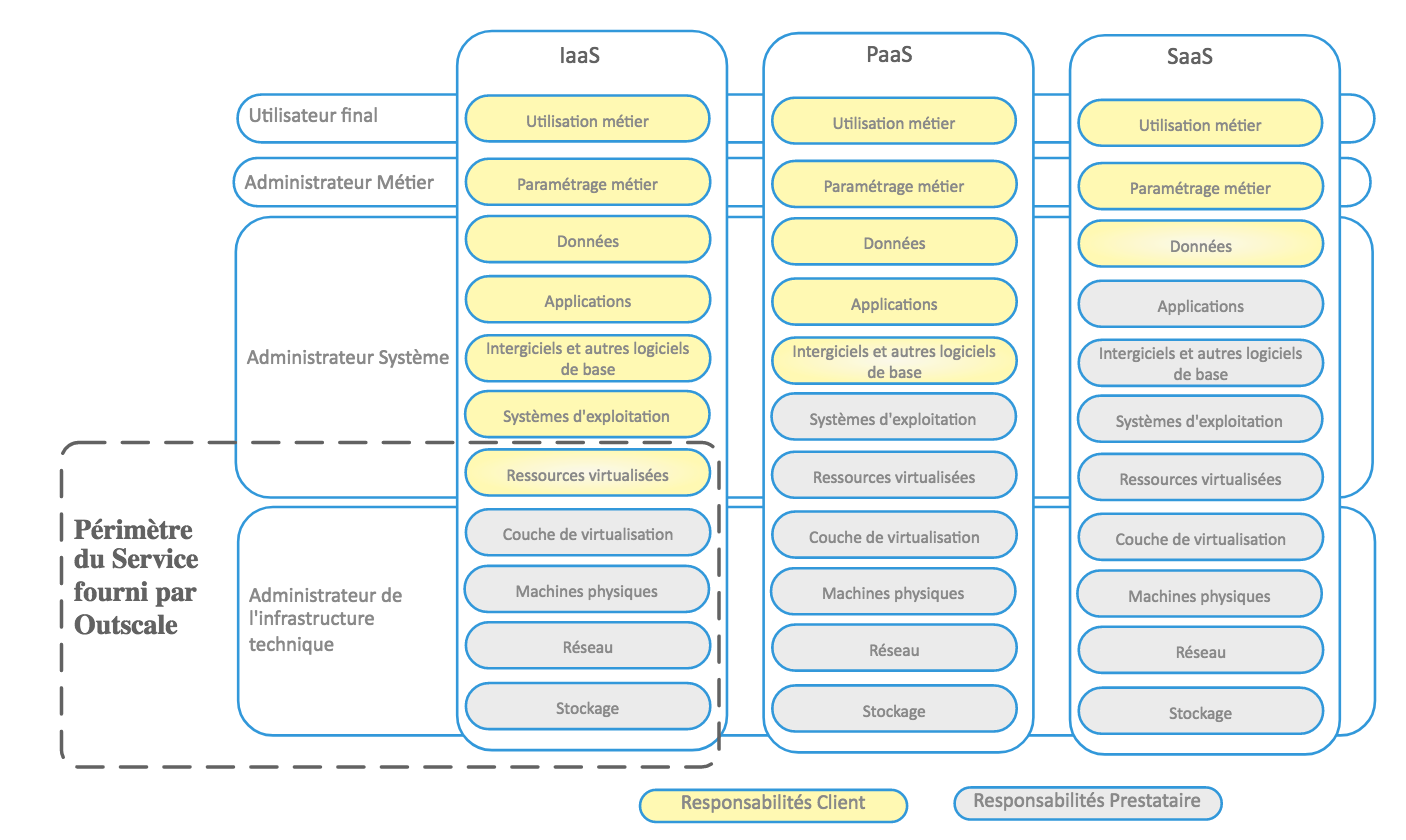 IaaS
PaaS
SaaS
Utilisateur final
Utilisation métier
Utilisation métier
Utilisation métier
Administrateur Métier
Paramétrage métier
Paramétrage métier
Paramétrage métier
Données
Données
Données
Applications
Applications
Applications
Administrateur Système
Intergiciels et autres logiciels
de base
Intergiciels et autres logiciels
de base
Intergiciels et autres logiciels
de base
Systèmes d'exploitation
Systèmes d'exploitation
Systèmes d'exploitation
Ressources virtualisées
Ressources virtualisées
Ressources virtualisées
Périmètre
du Service
fourni par
Outscale
Couche de virtualisation
Couche de virtualisation
Couche de virtualisation
Administrateur de
l'infrastructure
technique
Machines physiques
Machines physiques
Machines physiques
Réseau
Réseau
Réseau
Stockage
Stockage
Stockage
Responsabilités Client
Responsabilités Prestataire